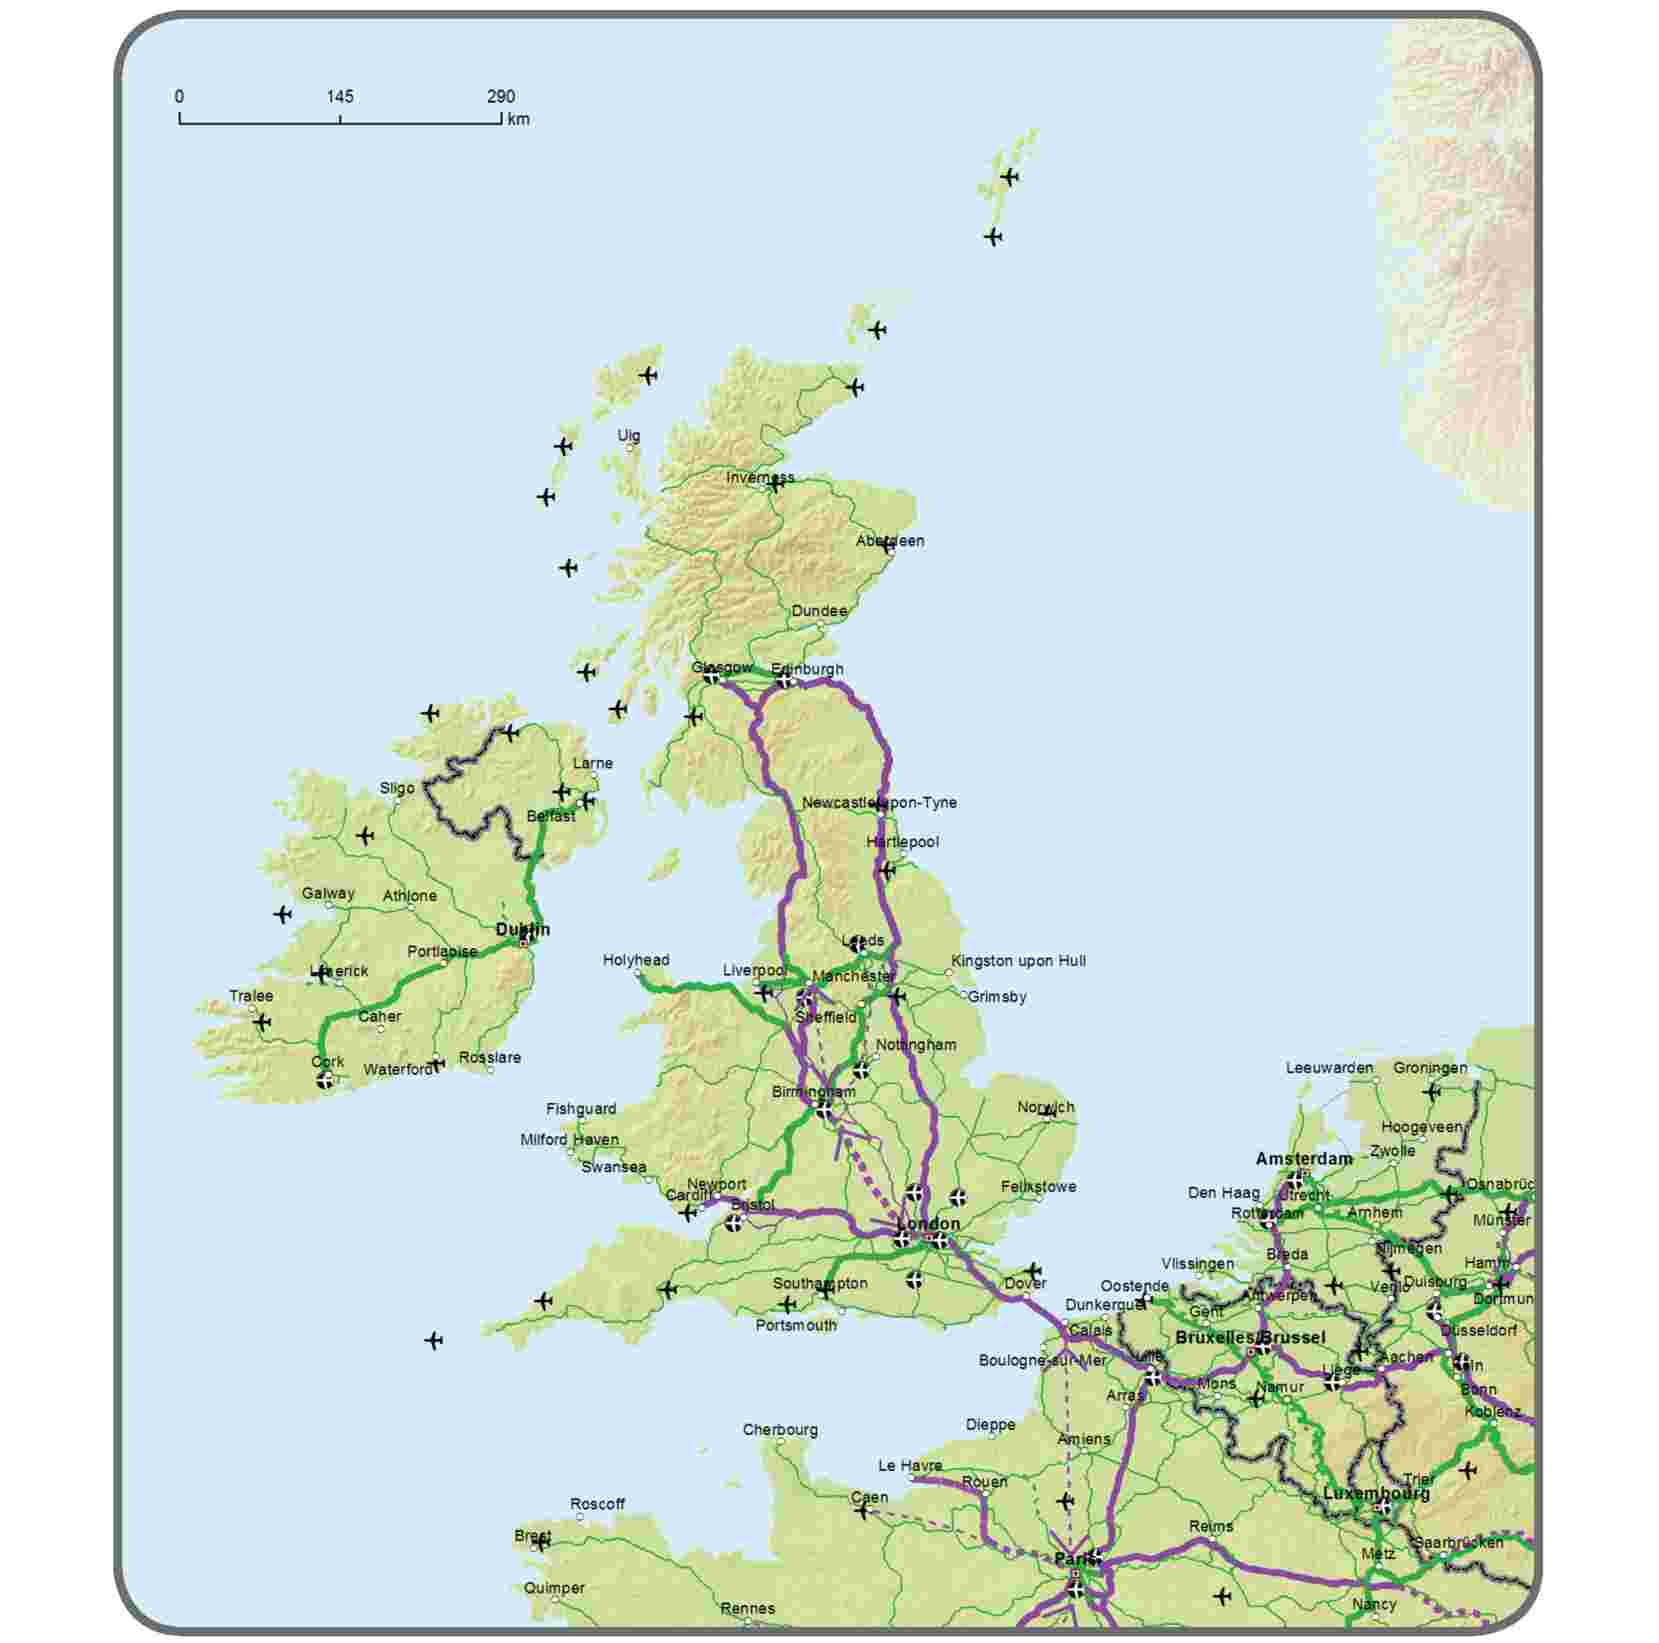 0 145 290
km
Uig
Inverness
Aberdeen
Dundee
Glasgow Edinburgh
Larne
Sligo
Newcastle upon-Tyne
Belfast
Hartlepool
Galway Athlone
Dublin
Portlaoise
Leeds
Holyhead
Kingston upon Hull
Limerick
Liverpool
Manchester
Tralee
Grimsby
Caher
Sheffield
Nottingham
Cork
Waterford
Rosslare
Leeuwarden Groningen
Birmingham
Fishguard
Norwich
Hoogeveen
Milford Haven
Zwolle
Amsterdam
Swansea
Newport
Cardiff
Felixstowe
Den Haag
Utrecht
Osnabrüc
Bristol
Rotterdam
Arnhem
Münster
London
Nijmegen
Breda
Vlissingen
Hamm
Southampton
Dover
Oostende
Venlo
Duisburg
Dortmun
Portsmouth
Dunkerque
Gent
Antwerpen
Calais
Bruxelles/Brussel
Düsseldorf
Boulogne-sur-Mer
Lille
Liège
Aachen
Köln
Arras
Mons
Namur
Bonn
Koblenz
Cherbourg
Dieppe
Amiens
Le Havre
Rouen
Trier
Luxembourg
Caen
Roscoff
Brest
Reims
Saarbrücken
Paris
Metz
Quimper
Rennes
Nancy